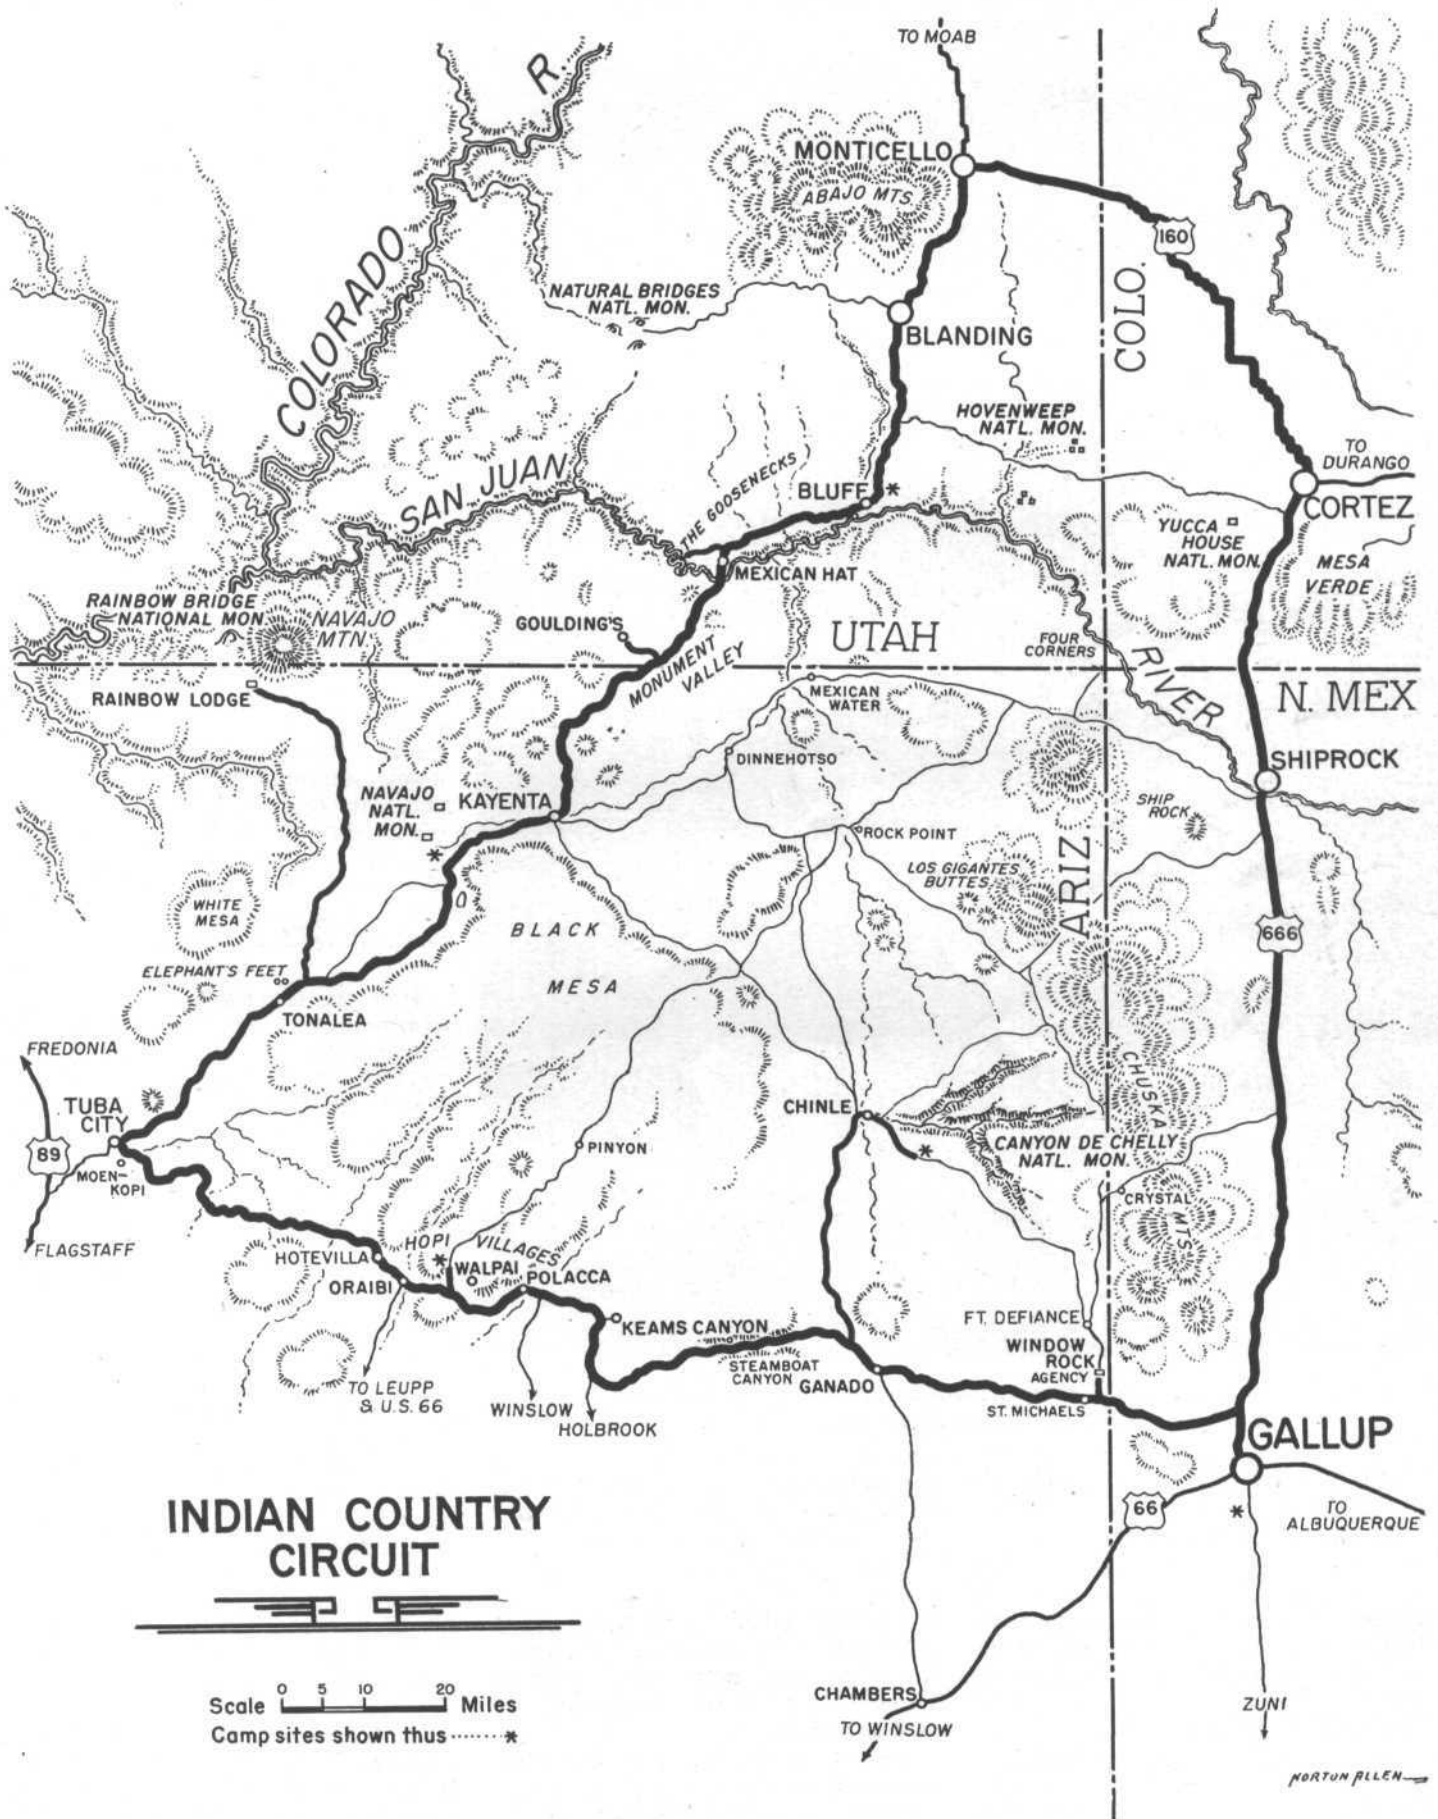 TO MOAB
COLORADO R.
MONTICELLO
ABAJO MTS.
160
COLO.
NATURAL BRIDGES
NATL. MON.
BLANDING
HOVENWEEP
NATL. MON.
TO
DURANGO
CORTEZ
SAN JUAN
THE GOOSENECKS
BLUFF *
YUCCA
HOUSE
NATL. MON.
MESA
VERDE
MEXICAN HAT
RAINBOW BRIDGE
NATIONAL MON.
NAVAJO
MTN.
GOULDING'S
UTAH
FOUR
CORNERS
RIVER
MONUMENT
VALLEY
RAINBOW LODGE
MEXICAN
WATER
N. MEX
DINNEHOTSO
SHIPROCK
NAVAJO
NATL.
MON.
*
KAYENTA
SHIP
ROCK
ROCK POINT
LOS GIGANTES
BUTTES
ARIZ.
WHITE
MESA
BLACK
MESA
666
ELEPHANT'S FEET
TONALEA
FREDONIA
TUBA
CITY
89
MOEN-
KOPI
FLAGSTAFF
CHUSKA
MTS.
CHINLE
*
CANYON DE CHELLY
NATL. MON.
PINYON
CRYSTAL
HOTEVILLA
HOPI VILLAGES
*
WALPAI
POLACCA
ORAIBI
KEAMS CANYON
FT. DEFIANCE
WINDOW
ROCK
AGENCY
STEAMBOAT
CANYON
GANADO
ST. MICHAELS
TO LEUPP
& U.S. 66
WINSLOW
HOLBROOK
GALLUP
66
*
TO
ALBUQUERQUE
INDIAN COUNTRY
CIRCUIT
0 5 10 20
Scale Miles
Camp sites shown thus ........ *
CHAMBERS
TO WINSLOW
ZUNI
NORTON ALLEN